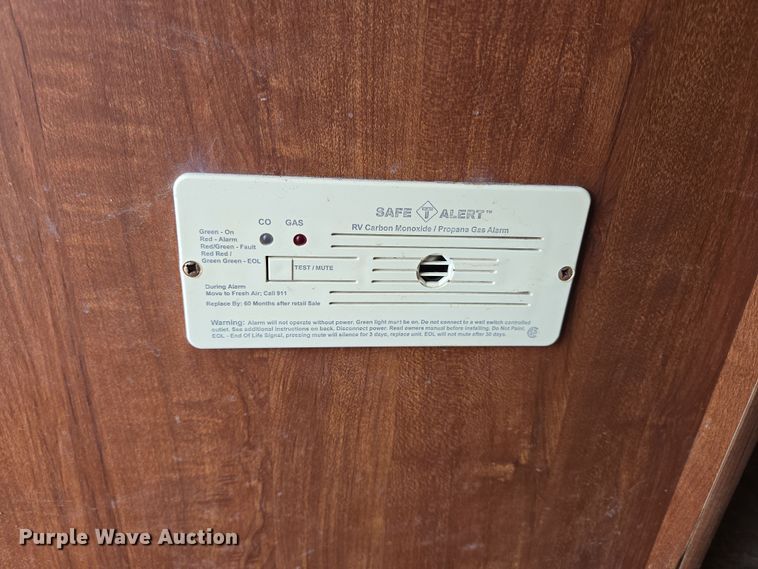 SAFE T ALERT™
RV Carbon Monoxide / Propane Gas Alarm
CO GAS
Green - On
Red - Alarm
Red/Green - Fault
Red Red /
Green Green - EOL
TEST / MUTE
During Alarm
Move to Fresh Air; Call 911
Replace By: 60 Months after retail Sale
Warning: Alarm will not operate without power. Green light must be on. Do not connect to a wall switch controlled
outlet. See additional instructions on back. Disconnect power. Read owners manual before installing. Do Not Paint.
EOL - End Of Life Signal, pressing mute will silence for 3 days, replace unit. EOL will not mute after 30 days.
Purple Wave Auction